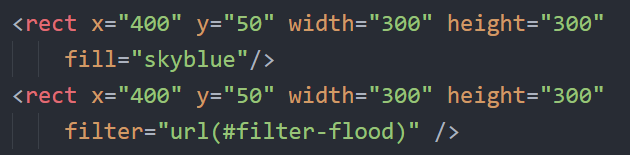 <rect x="400" y="50" width="300" height="300"
fill="skyblue"/>
<rect x="400" y="50" width="300" height="300"
filter="url(#filter-flood)" />